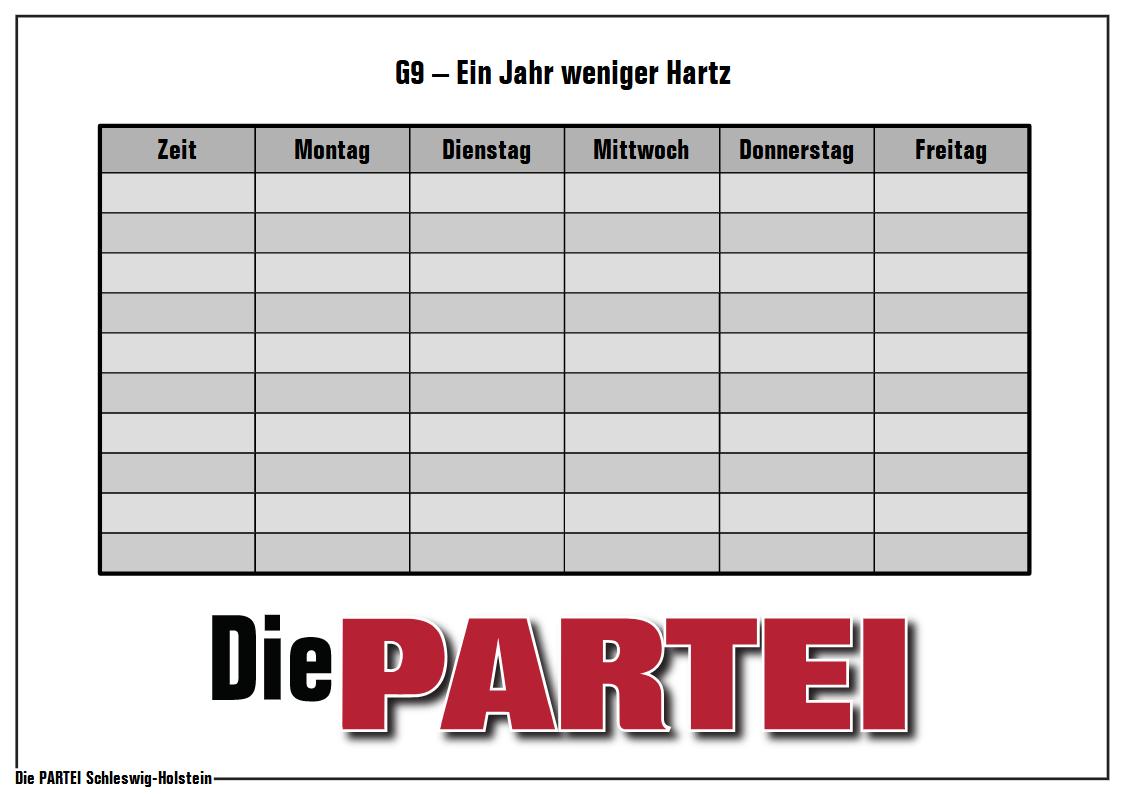 G9 – Ein Jahr weniger Hartz
Zeit Montag Dienstag Mittwoch Donnerstag Freitag
Die PARTEI
Die PARTEI Schleswig-Holstein